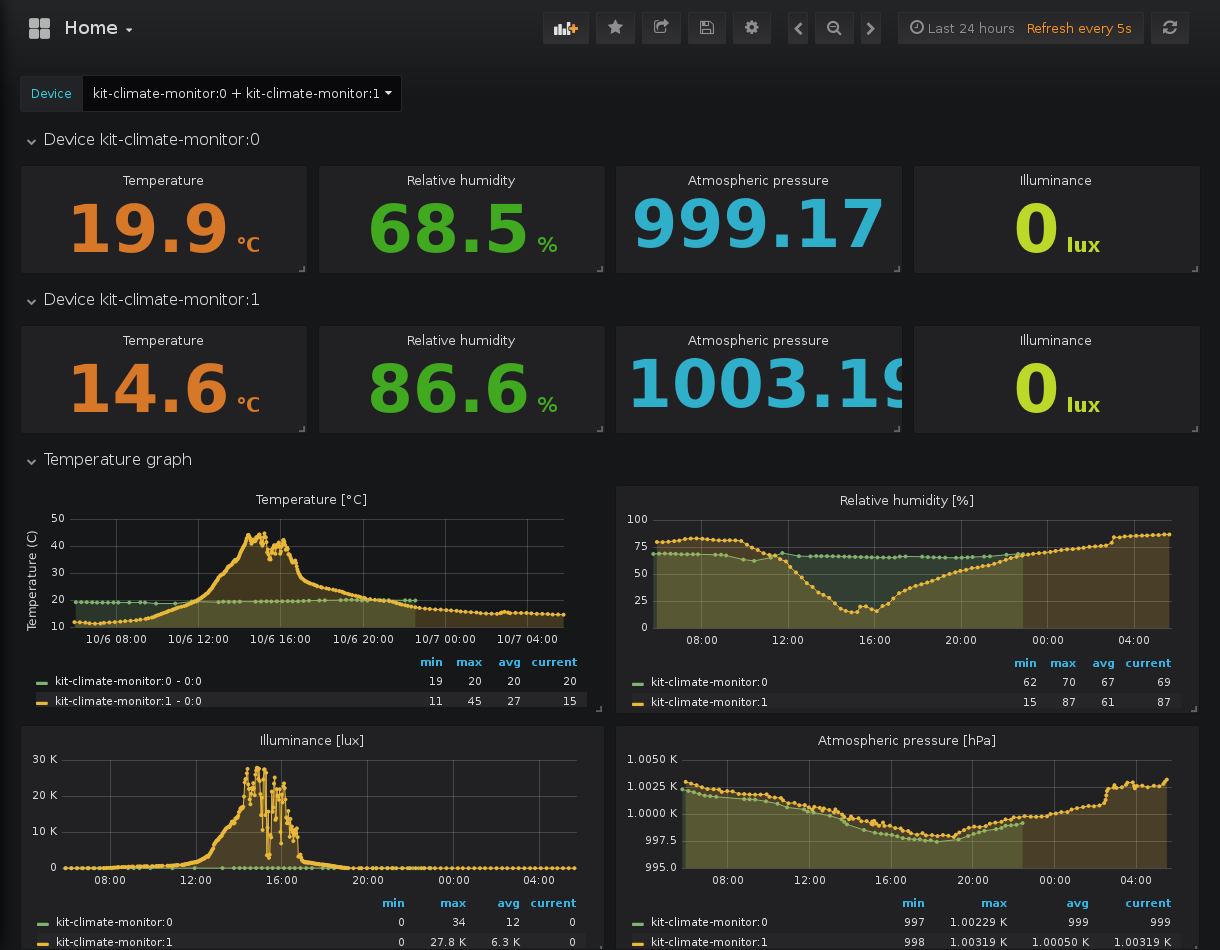 Home
Last 24 hours Refresh every 5s
Device kit-climate-monitor:0 + kit-climate-monitor:1
Device kit-climate-monitor:0
Temperature Relative humidity Atmospheric pressure Illuminance
19.9 °C 68.5 % 999.17 0 lux
Device kit-climate-monitor:1
Temperature Relative humidity Atmospheric pressure Illuminance
14.6 °C 86.6 % 1003.19 0 lux
Temperature graph
Temperature [°C]
Temperature (C)
50
40
30
20
10
10/6 08:00 10/6 12:00 10/6 16:00 10/6 20:00 10/7 00:00 10/7 04:00
min max avg current
kit-climate-monitor:0 - 0:0 19 20 20 20
kit-climate-monitor:1 - 0:0 11 45 27 15
Relative humidity [%]
100
75
50
25
0
08:00 12:00 16:00 20:00 00:00 04:00
min max avg current
kit-climate-monitor:0 62 70 67 69
kit-climate-monitor:1 15 87 61 87
Illuminance [lux]
30 K
20 K
10 K
0
08:00 12:00 16:00 20:00 00:00 04:00
min max avg current
kit-climate-monitor:0 0 34 12 0
kit-climate-monitor:1 0 27.8 K 6.3 K 0
Atmospheric pressure [hPa]
1.0050 K
1.0025 K
1.0000 K
997.5
995.0
08:00 12:00 16:00 20:00 00:00 04:00
min max avg current
kit-climate-monitor:0 997 1.00229 K 999 999
kit-climate-monitor:1 998 1.00319 K 1.00050 K 1.00319 K